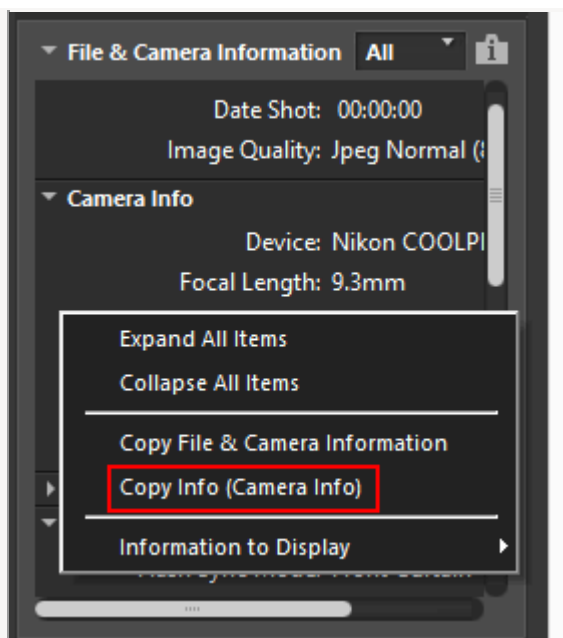 File & Camera Information All
Date Shot: 00:00:00
Image Quality: Jpeg Normal (
Camera Info
Device: Nikon COOLPI
Focal Length: 9.3mm
Expand All Items
Collapse All Items
Copy File & Camera Information
Copy Info (Camera Info)
Information to Display